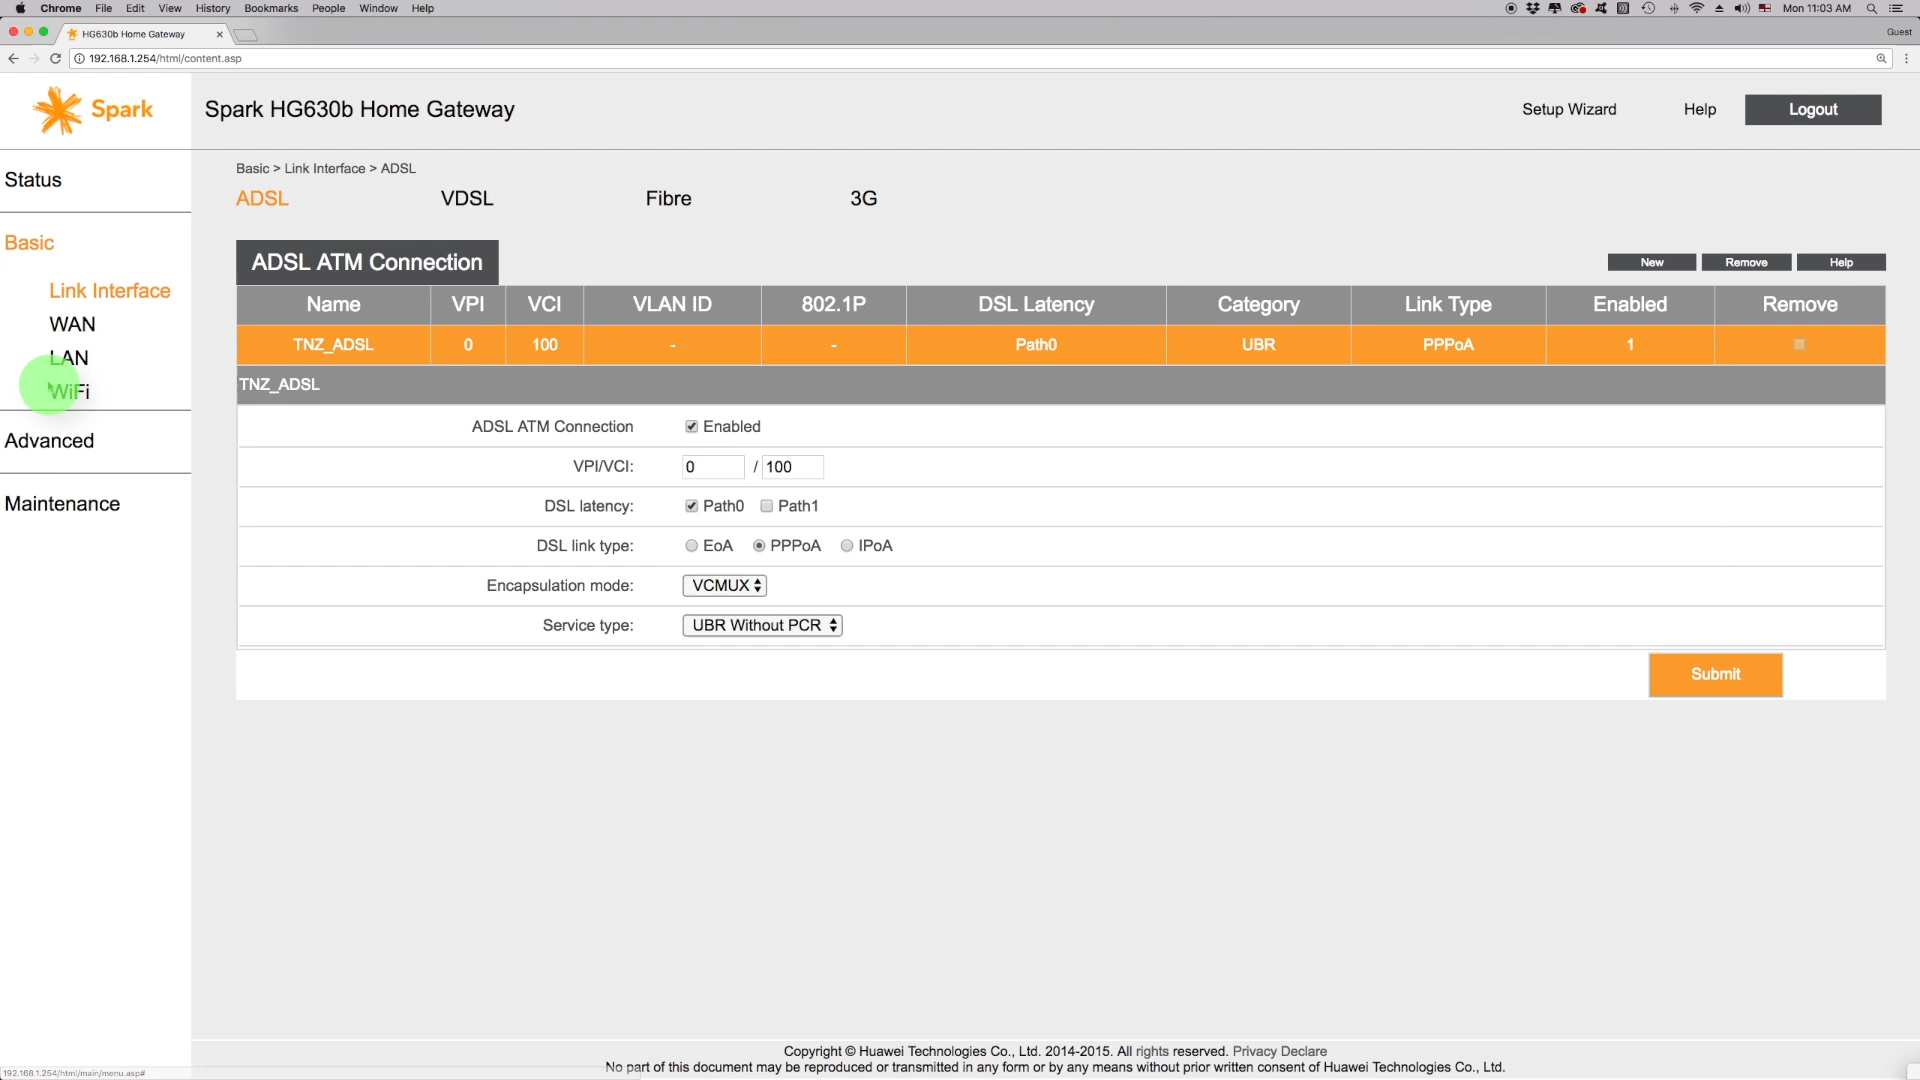 Chrome File Edit View History Bookmarks People Window Help Mon 11:03 AM
HG630b Home Gateway Guest
192.168.1.254/html/content.asp
Spark Spark HG630b Home Gateway Setup Wizard Help Logout
Status
Basic
Link Interface
WAN
LAN
WiFi
Advanced
Maintenance
Basic > Link Interface > ADSL
ADSL VDSL Fibre 3G
ADSL ATM Connection New Remove Help
Name VPI VCI VLAN ID 802.1P DSL Latency Category Link Type Enabled Remove
TNZ_ADSL 0 100 - - Path0 UBR PPPoA 1
TNZ_ADSL
ADSL ATM Connection Enabled
VPI/VCI: 0 / 100
DSL latency: Path0 Path1
DSL link type: EoA PPPoA IPoA
Encapsulation mode: VCMUX
Service type: UBR Without PCR
Submit
Copyright © Huawei Technologies Co., Ltd. 2014-2015. All rights reserved. Privacy Declare
No part of this document may be reproduced or transmitted in any form or by any means without prior written consent of Huawei Technologies Co., Ltd.
192.168.1.254/html/main/menu.asp#